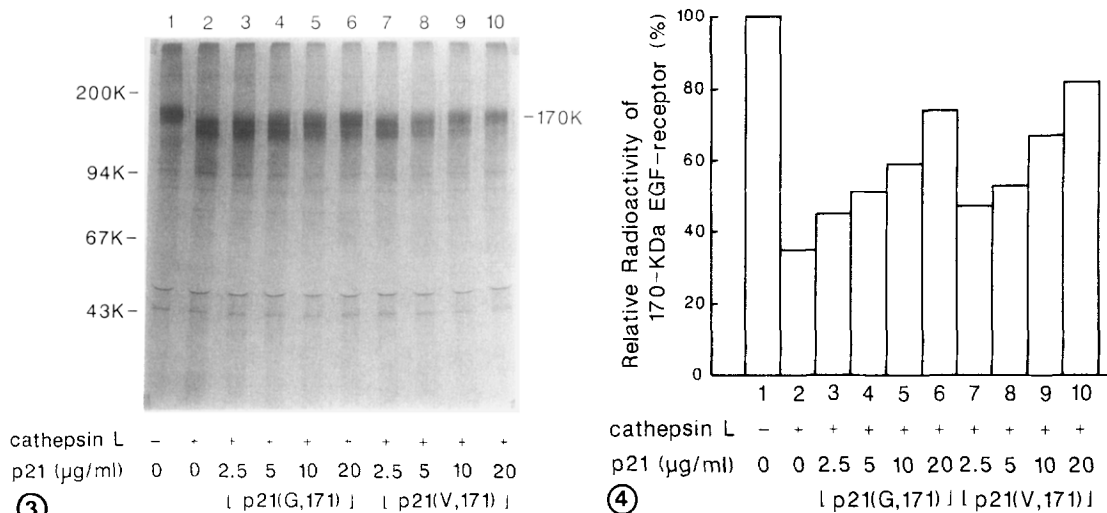 1 2 3 4 5 6 7 8 9 10
200K-
-170K
94K-
67K-
43K-
cathepsin L - + + + + + + + + +
p21 (µg/ml) 0 0 2.5 5 10 20 2.5 5 10 20
[ p21(G,171) ] [ p21(V,171) ]
3
Relative Radioactivity of
170-KDa EGF-receptor (%)
100
80
60
40
20
0
1 2 3 4 5 6 7 8 9 10
cathepsin L - + + + + + + + + +
p21 (µg/ml) 0 0 2.5 5 10 20 2.5 5 10 20
[ p21(G,171) ] [ p21(V,171) ]
4